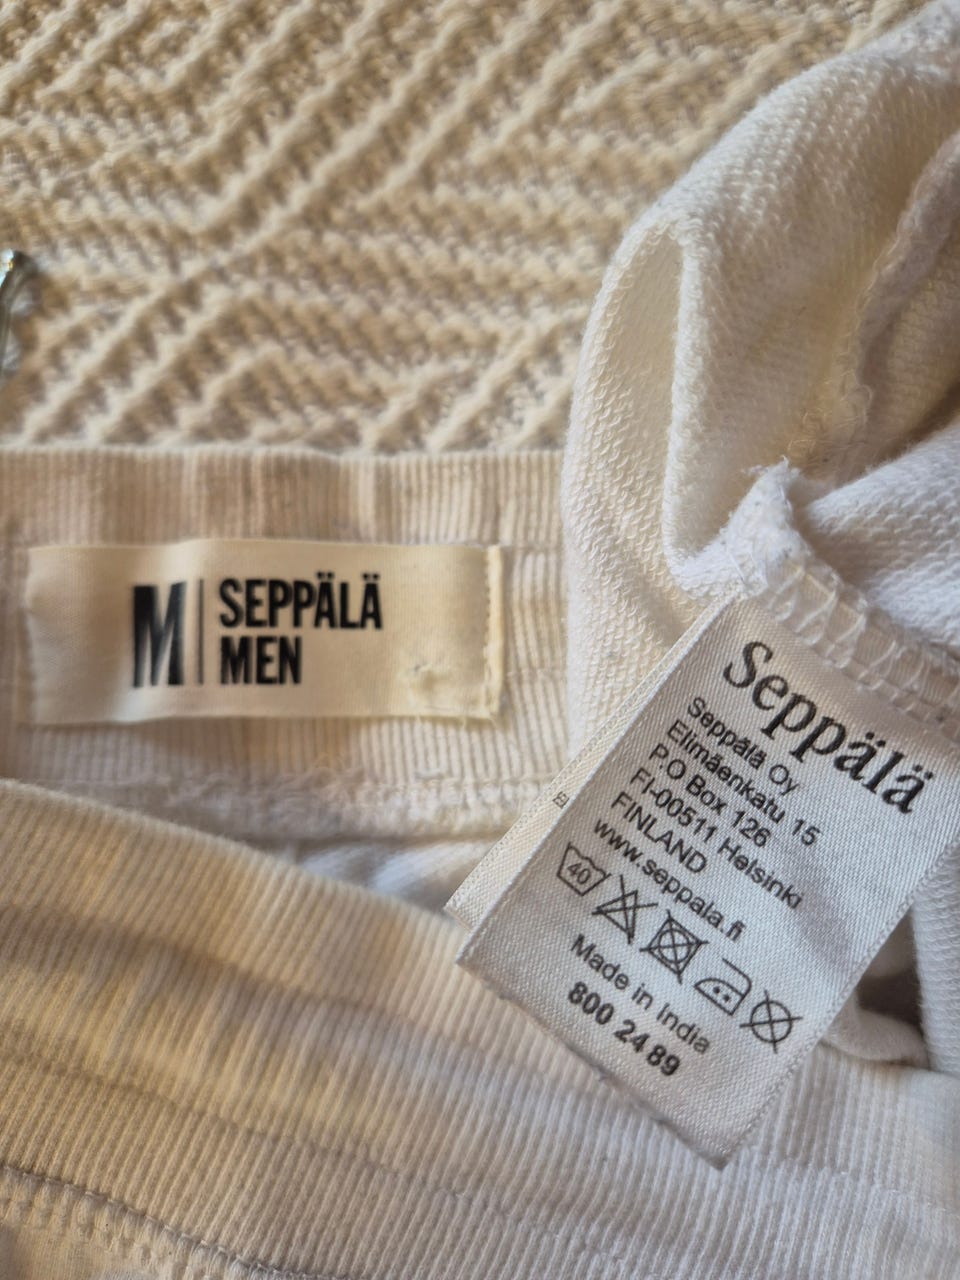 M
SEPPÄLÄ
MEN
Seppälä
Seppälä Oy
Elimäenkatu 15
P.O Box 126
FI-00511 Helsinki
FINLAND
www.seppala.fi
40
Made in india
800 24 89